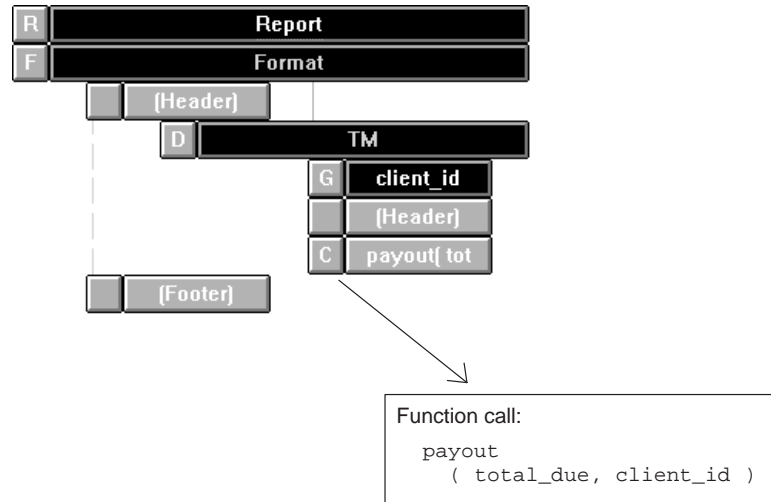 R Report
F Format
(Header)
D TM
G client_id
(Header)
C payout( tot
(Footer)
Function call:
payout
( total_due, client_id )